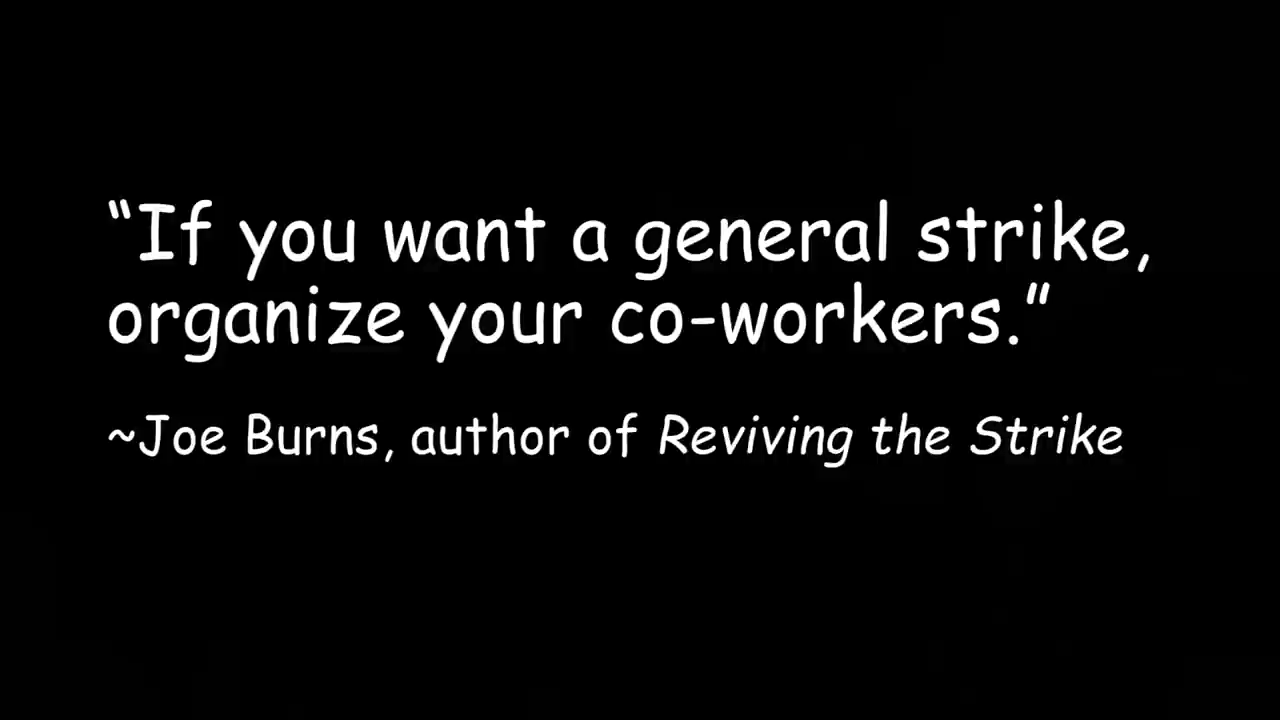 “If you want a general strike,
organize your co-workers.”
~Joe Burns, author of Reviving the Strike